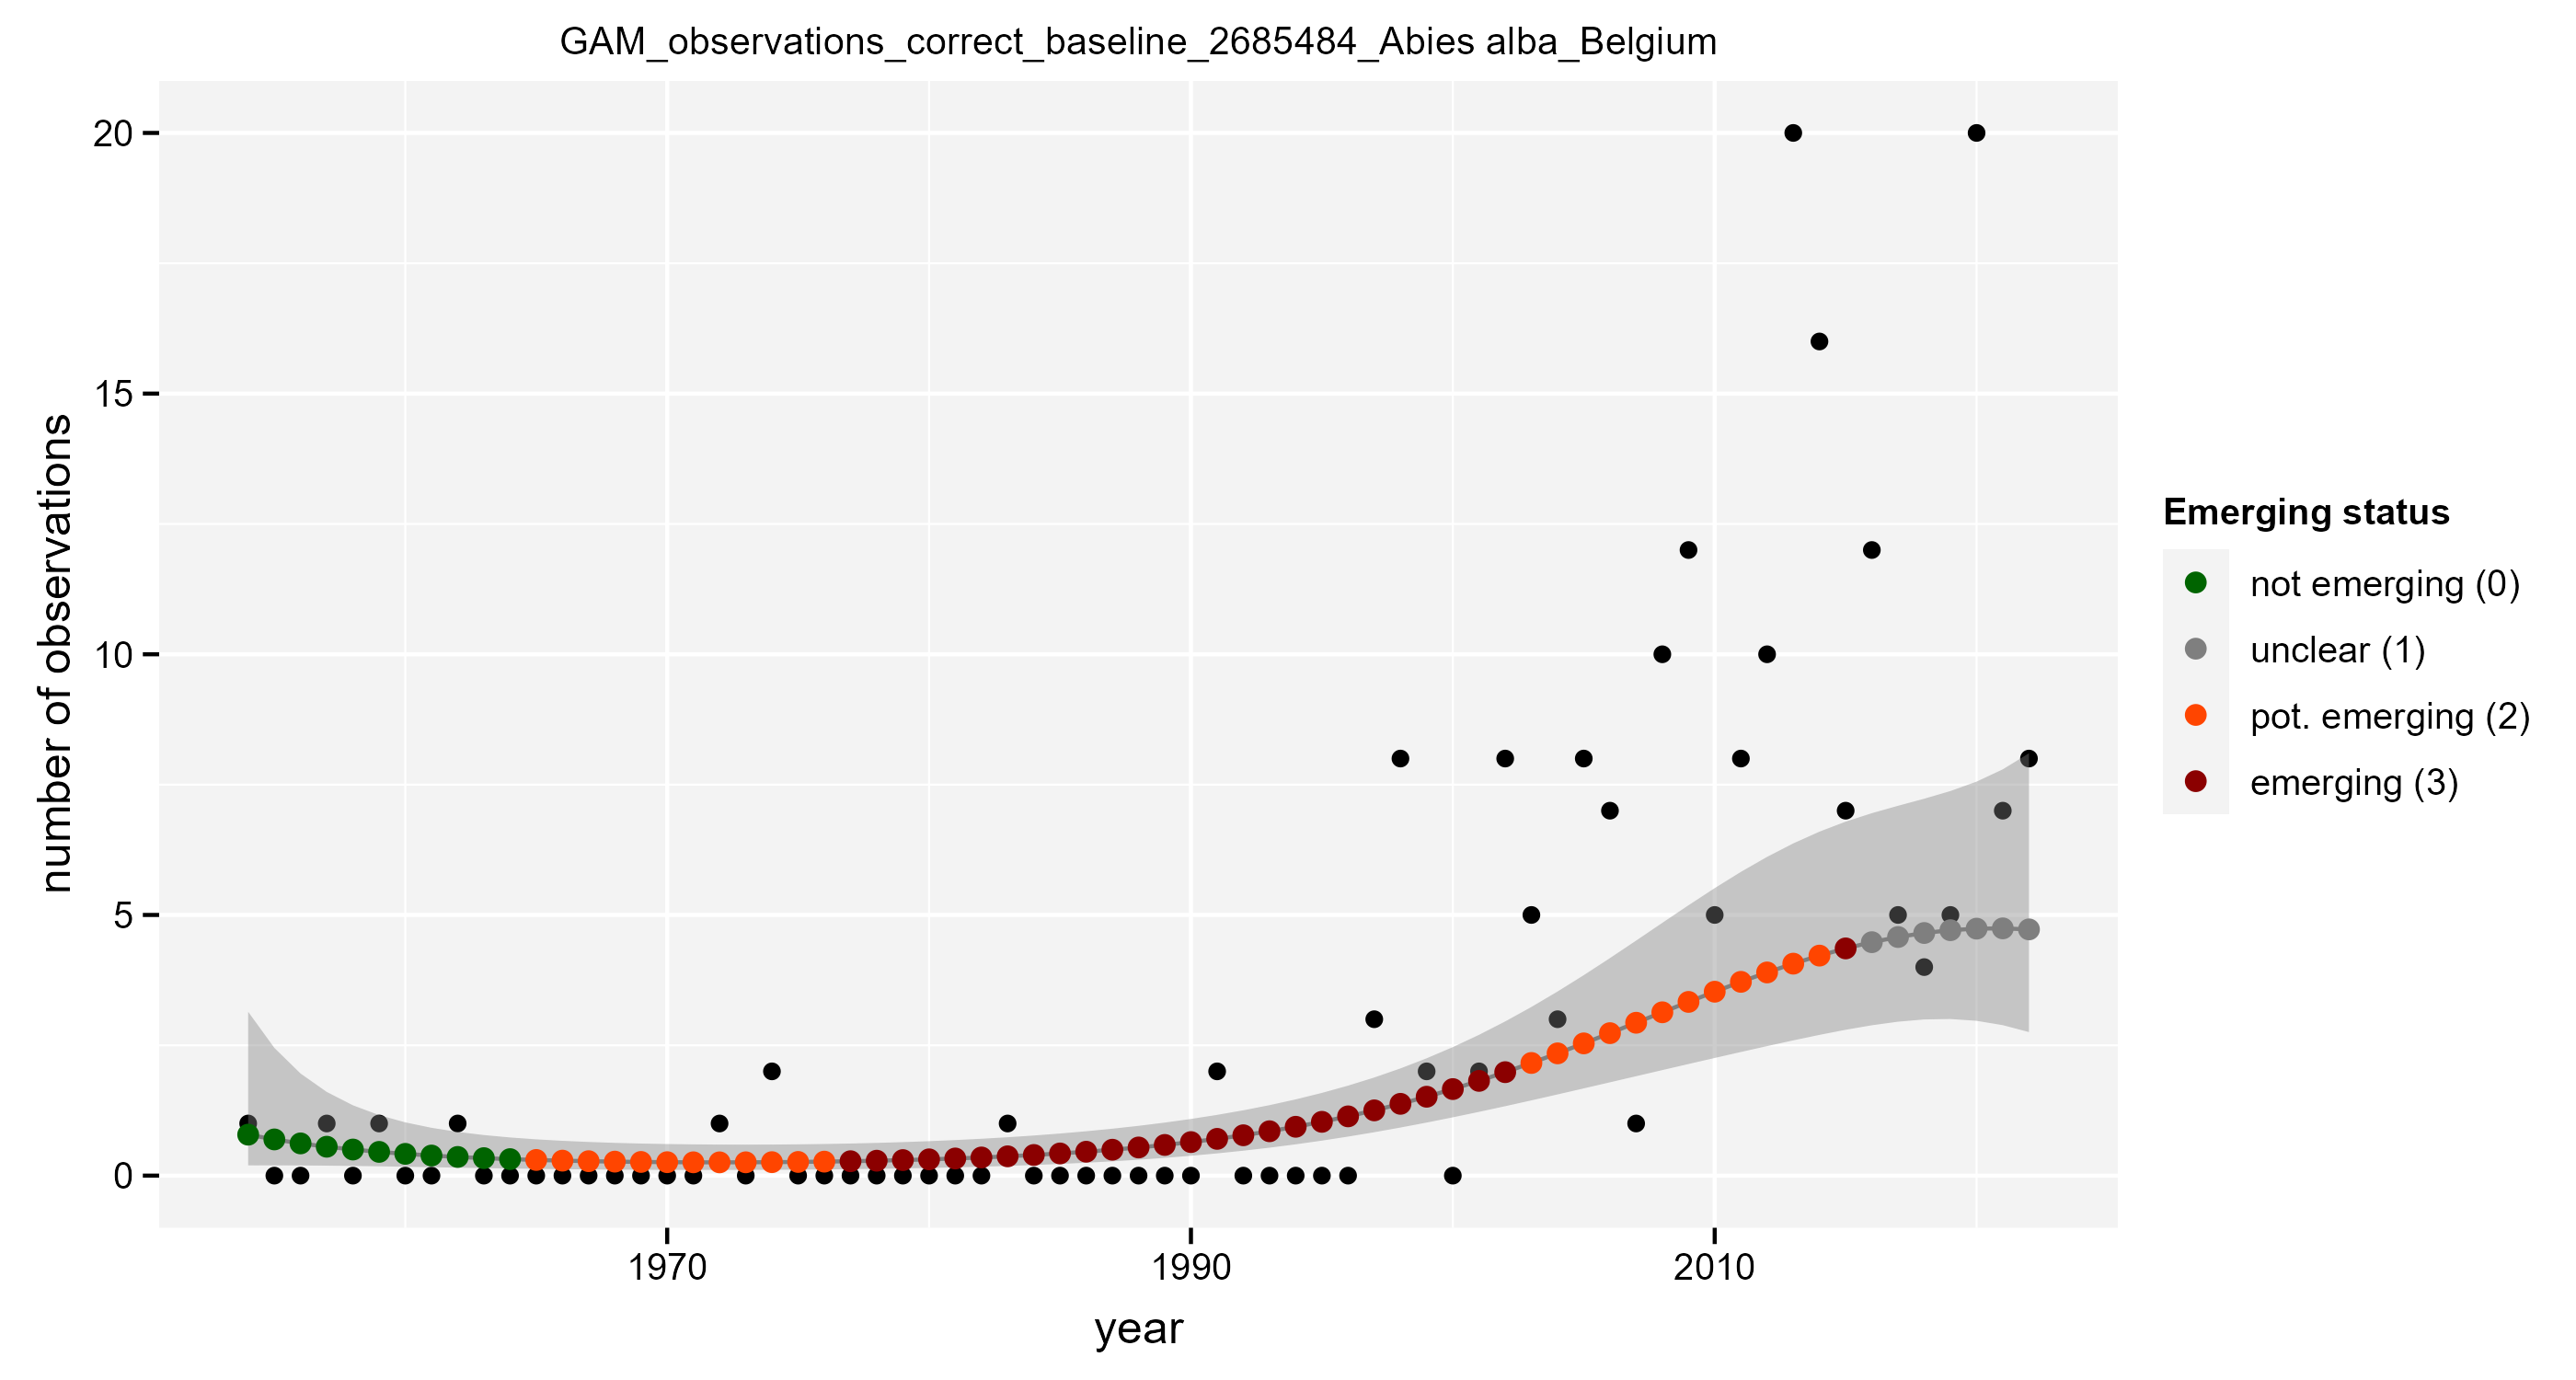 GAM_observations_correct_baseline_2685484_Abies alba_Belgium
20
15
10
5
0
number of observations
1970
1990
2010
year
Emerging status
not emerging (0)
unclear (1)
pot. emerging (2)
emerging (3)